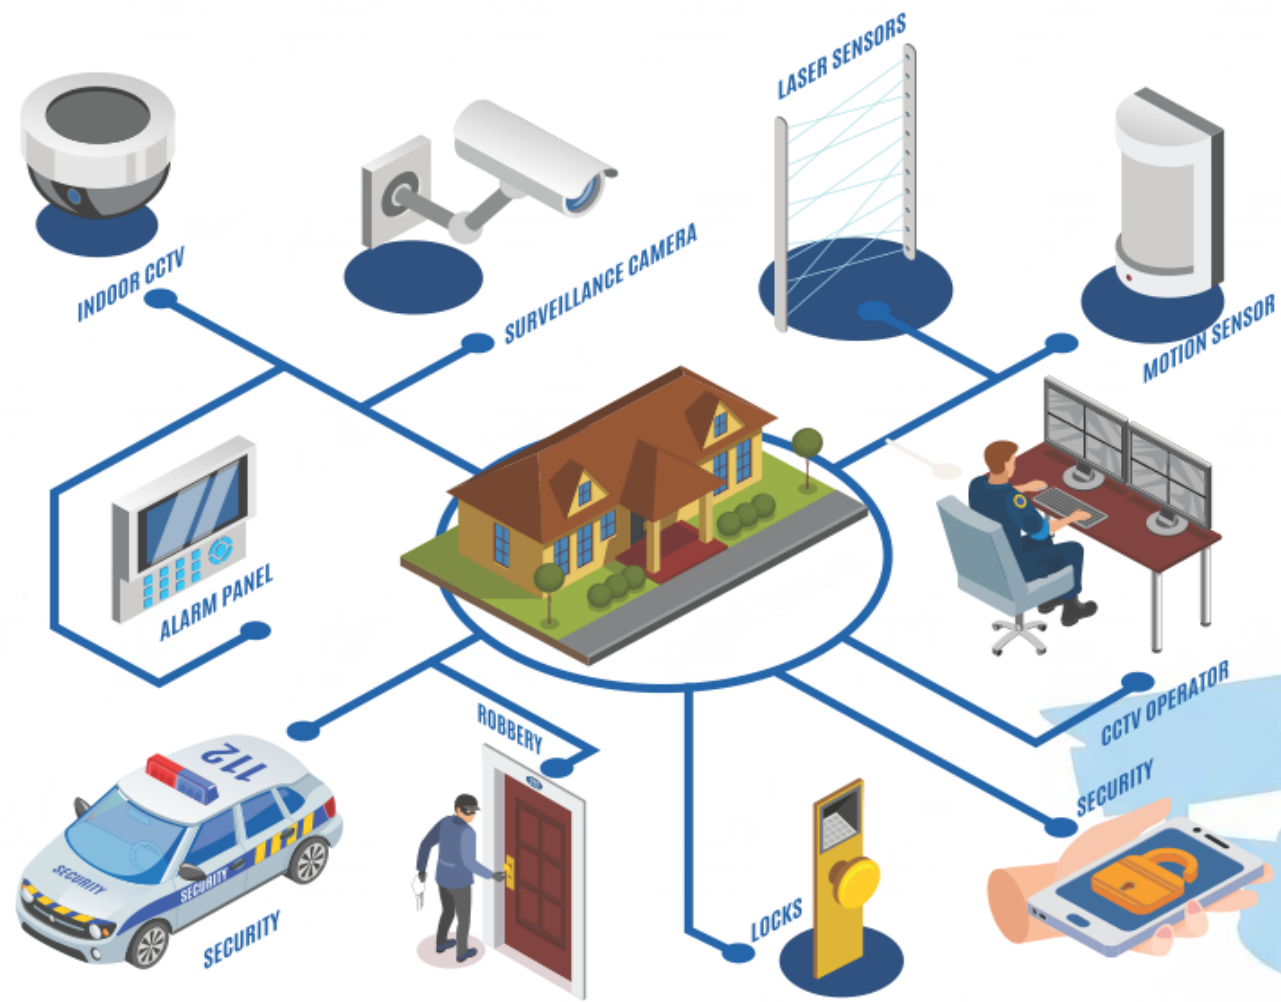 LASER SENSORS
INDOOR CCTV
SURVEILLANCE CAMERA
MOTION SENSOR
ALARM PANEL
CCTV OPERATOR
ROBBERY
SECURITY
112
SECURITY
SECURITY
SECURITY
LOCKS